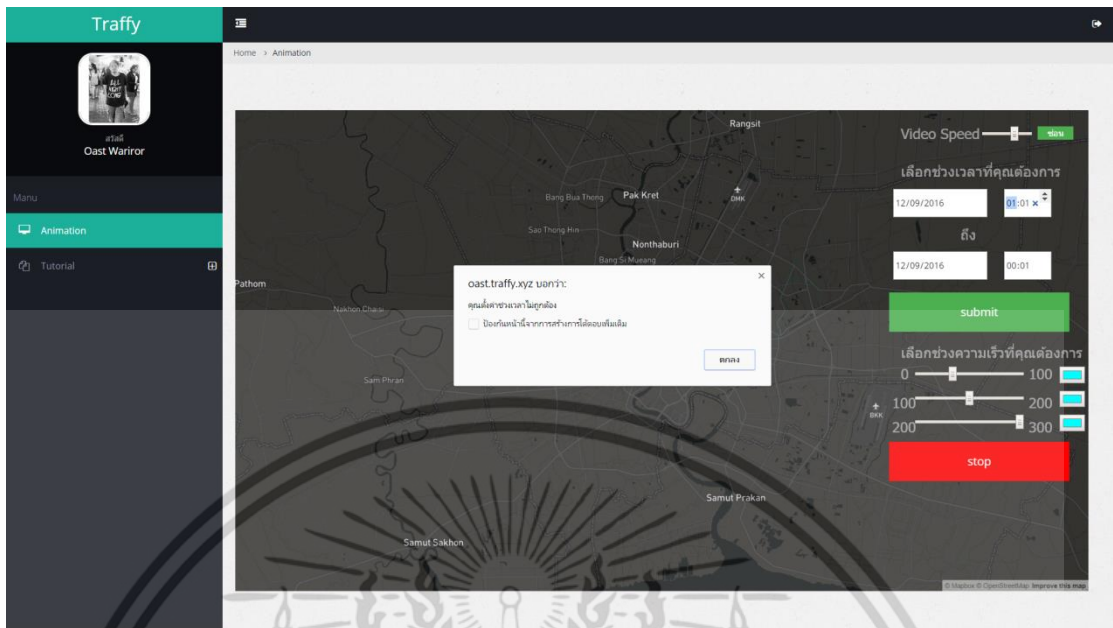 Traffy
สวัสดี
Oast Wariror
Manu
Animation
Tutorial
Home > Animation
Rangsit
Bang Bua Thong
Pak Kret
DMK
Sao Thong Hin
Nonthaburi
Bang Si Mueang
Pathom
Nakhon Chai si
Sam Phran
BKK
Samut Prakan
Samut Sakhon
© Mapbox © OpenStreetMap Improve this map
oast.traffy.xyz บอกว่า:
คุณตั้งค่าช่วงเวลาไม่ถูกต้อง
ป้องกันหน้านี้จากการสร้างการโต้ตอบเพิ่มเติม
ตกลง
Video Speed
ซ่อน
เลือกช่วงเวลาที่คุณต้องการ
12/09/2016 01:01
ถึง
12/09/2016 00:01
submit
เลือกช่วงความเร็วที่คุณต้องการ
0 100
100 200
200 300
stop